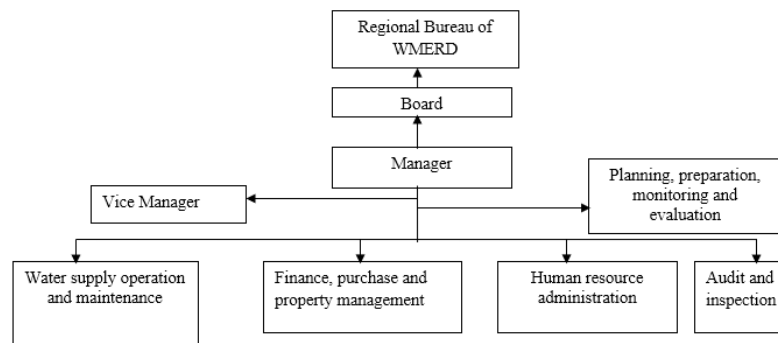 Regional Bureau of
WMERD
Board
Manager
Vice Manager
Planning, preparation,
monitoring and
evaluation
Water supply operation
and maintenance
Finance, purchase and
property management
Human resource
administration
Audit and
inspection